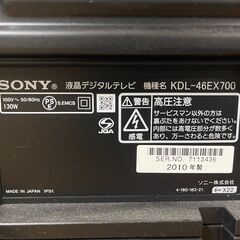 SONY 液晶デジタルテレビ 機種名 KDL-46EX700
100V～ 50/60Hz
130W
PS E
S.EMCS
JQA
高圧注意
サービスマン以外の方は、裏ぶたをあけないでください。
内部には高電圧部分が数多くあり、万一さわると危険です。
SER.NO. 7113436
2010年製
MADE IN JAPAN
ソニー株式会社
4-180-183-21
X22